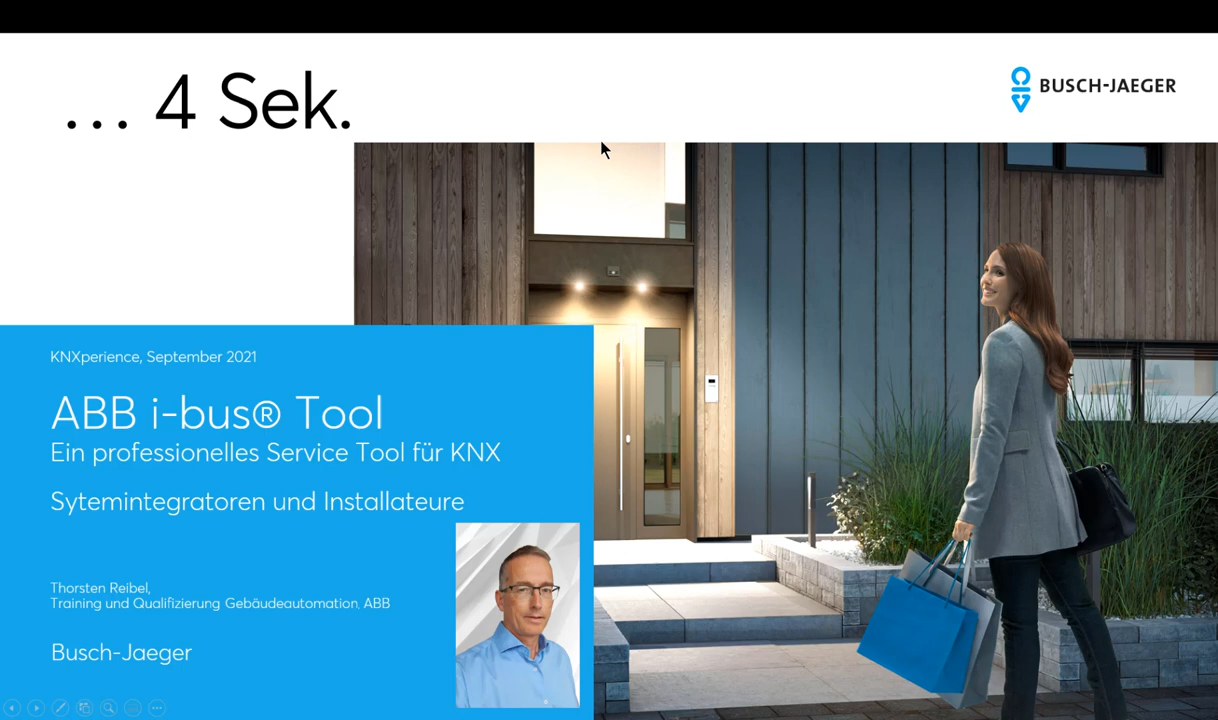 … 4 Sek.
BUSCH-JAEGER
KNXperience, September 2021
ABB i-bus® Tool
Ein professionelles Service Tool für KNX
Sytemintegratoren und Installateure
Thorsten Reibel,
Training und Qualifizierung Gebäudeautomation, ABB
Busch-Jaeger